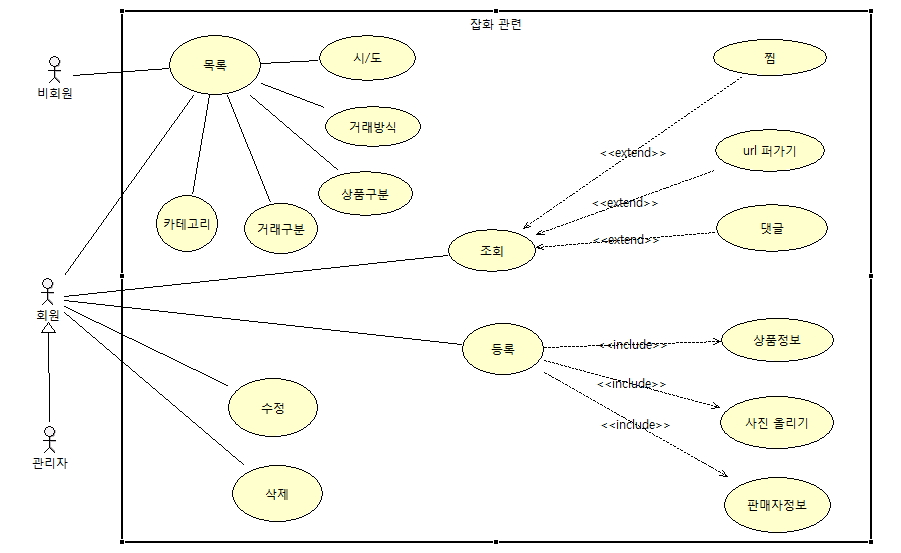 잡화 관련
목록
시/도
찜
비회원
거래방식
<<extend>>
url 퍼가기
상품구분
<<extend>>
카테고리
거래구분
댓글
<<extend>>
조회
회원
등록
<<include>>
상품정보
<<include>>
수정
<<include>>
사진 올리기
관리자
삭제
판매자정보